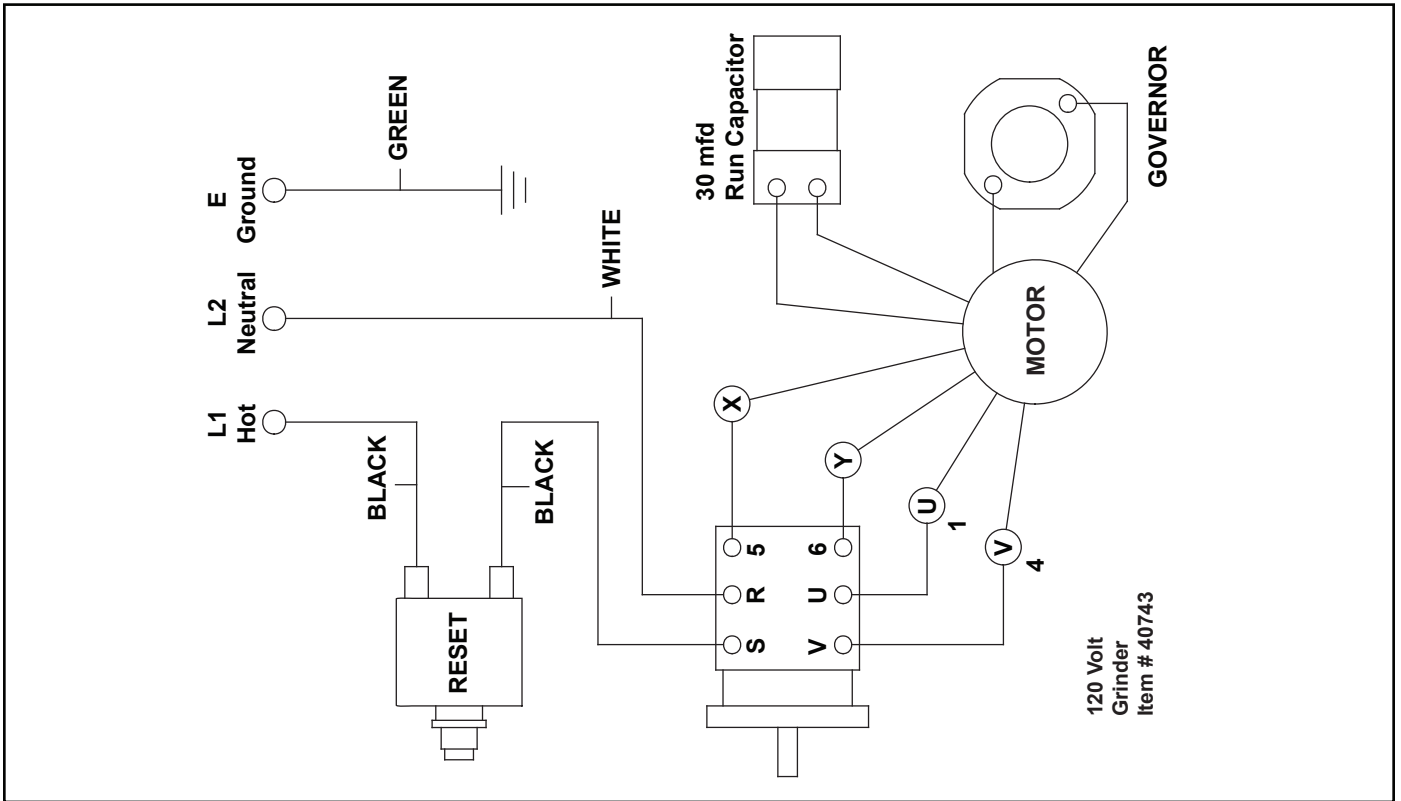 E
Ground
GREEN
L2
Neutral
WHITE
L1
Hot
BLACK
BLACK
RESET
30 mfd
Run Capacitor
GOVERNOR
MOTOR
X
Y
U
1
V
4
5
6
R
U
S
V
120 Volt
Grinder
Item # 40743